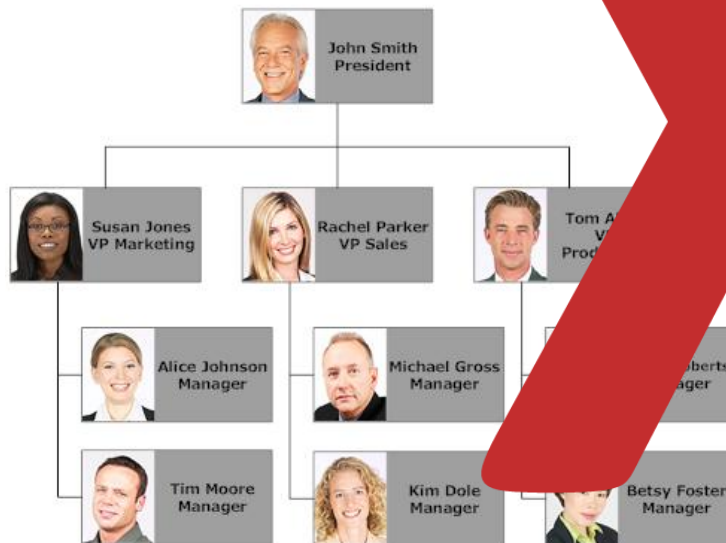 John Smith
President
Susan Jones
VP Marketing
Rachel Parker
VP Sales
Tom
Alice Johnson
Manager
Michael Gross
Manager
Tim Moore
Manager
Kim Dole
Manager
Betsy Foster
Manager